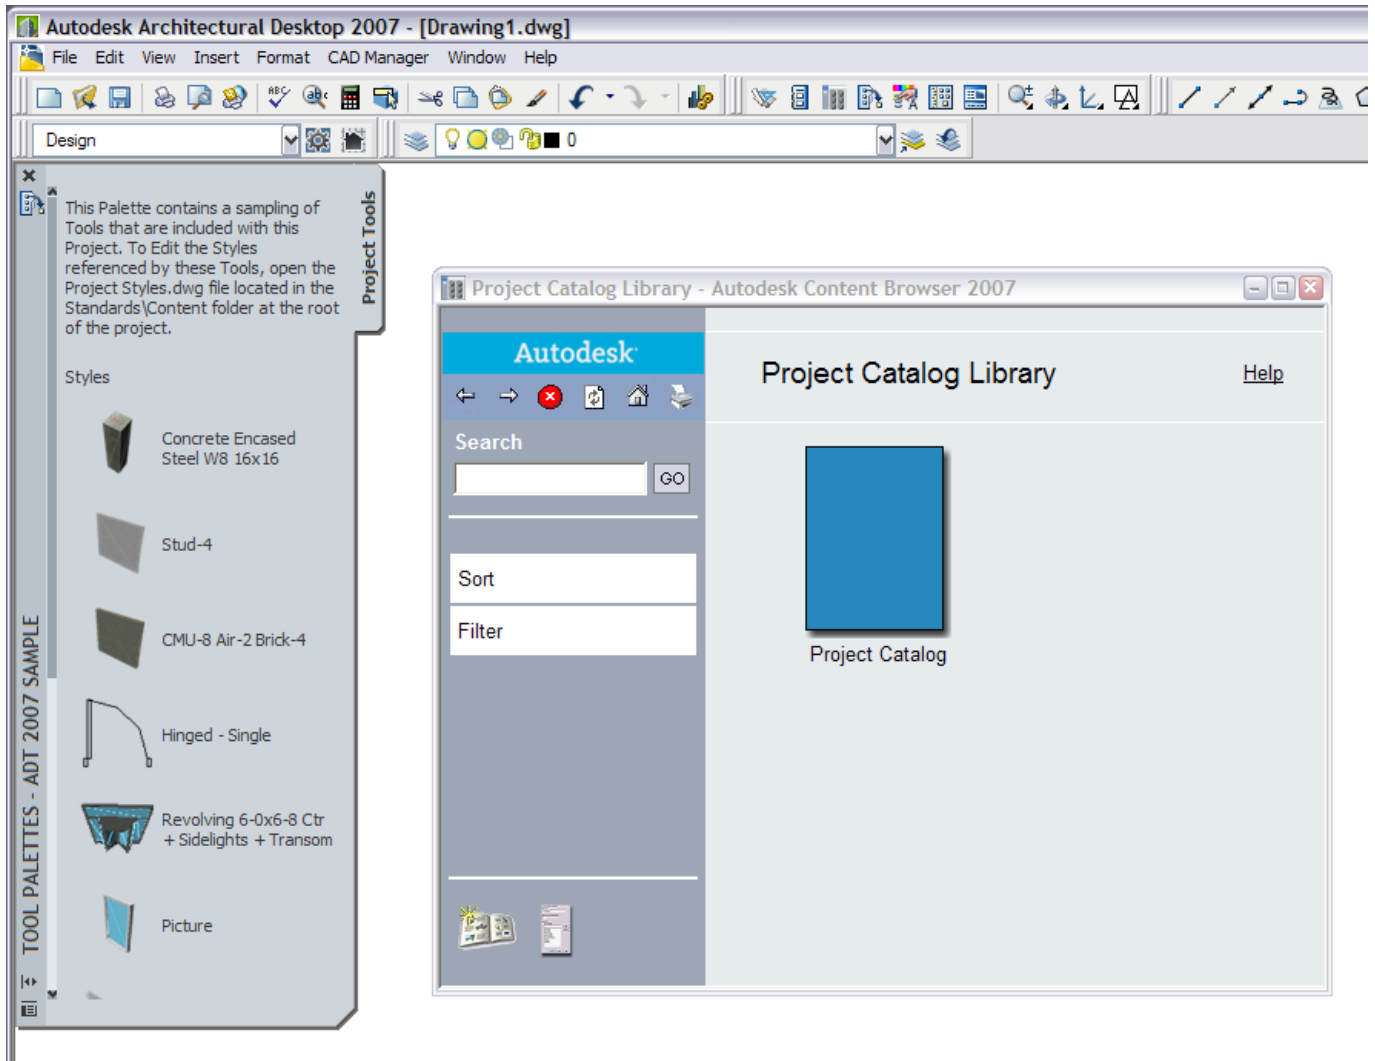 Autodesk Architectural Desktop 2007 - [Drawing1.dwg]
File Edit View Insert Format CAD Manager Window Help
Design
0
This Palette contains a sampling of
Tools that are included with this
Project. To Edit the Styles
referenced by these Tools, open the
Project Styles.dwg file located in the
Standards\Content folder at the root
of the project.
Project Tools
Styles
Concrete Encased
Steel W8 16x16
Stud-4
CMU-8 Air-2 Brick-4
Hinged - Single
Revolving 6-0x6-8 Ctr
+ Sidelights + Transom
Picture
TOOL PALETTES - ADT 2007 SAMPLE
Project Catalog Library - Autodesk Content Browser 2007
Autodesk
Project Catalog Library
Help
Search
GO
Sort
Filter
Project Catalog